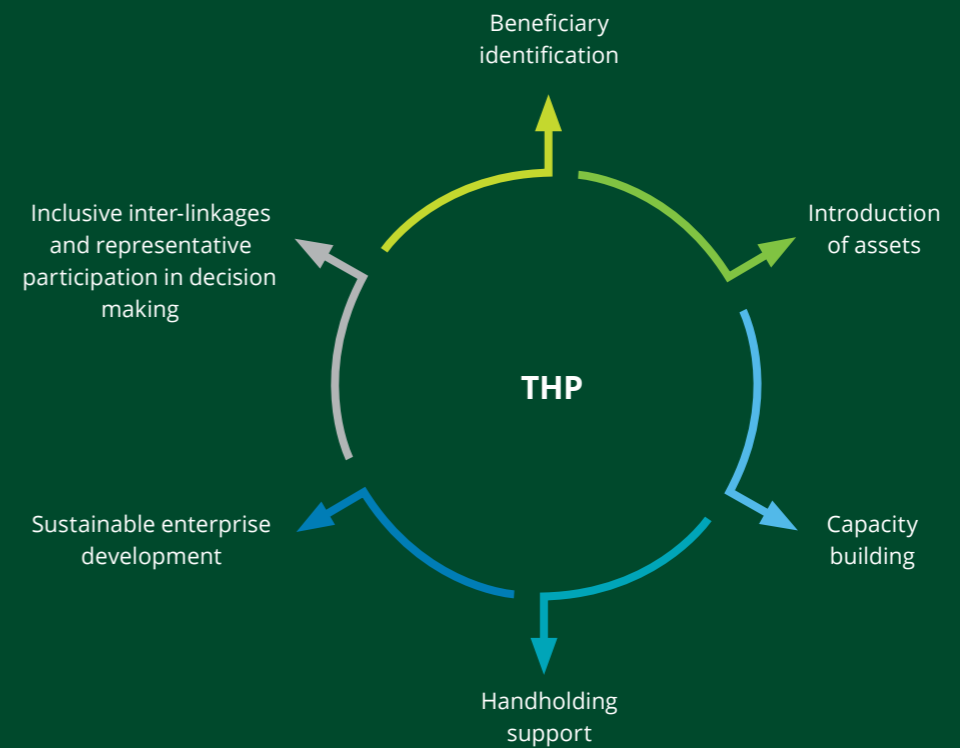 Beneficiary
identification
Introduction
of assets
Capacity
building
Handholding
support
Sustainable enterprise
development
Inclusive inter-linkages
and representative
participation in decision
making
THP